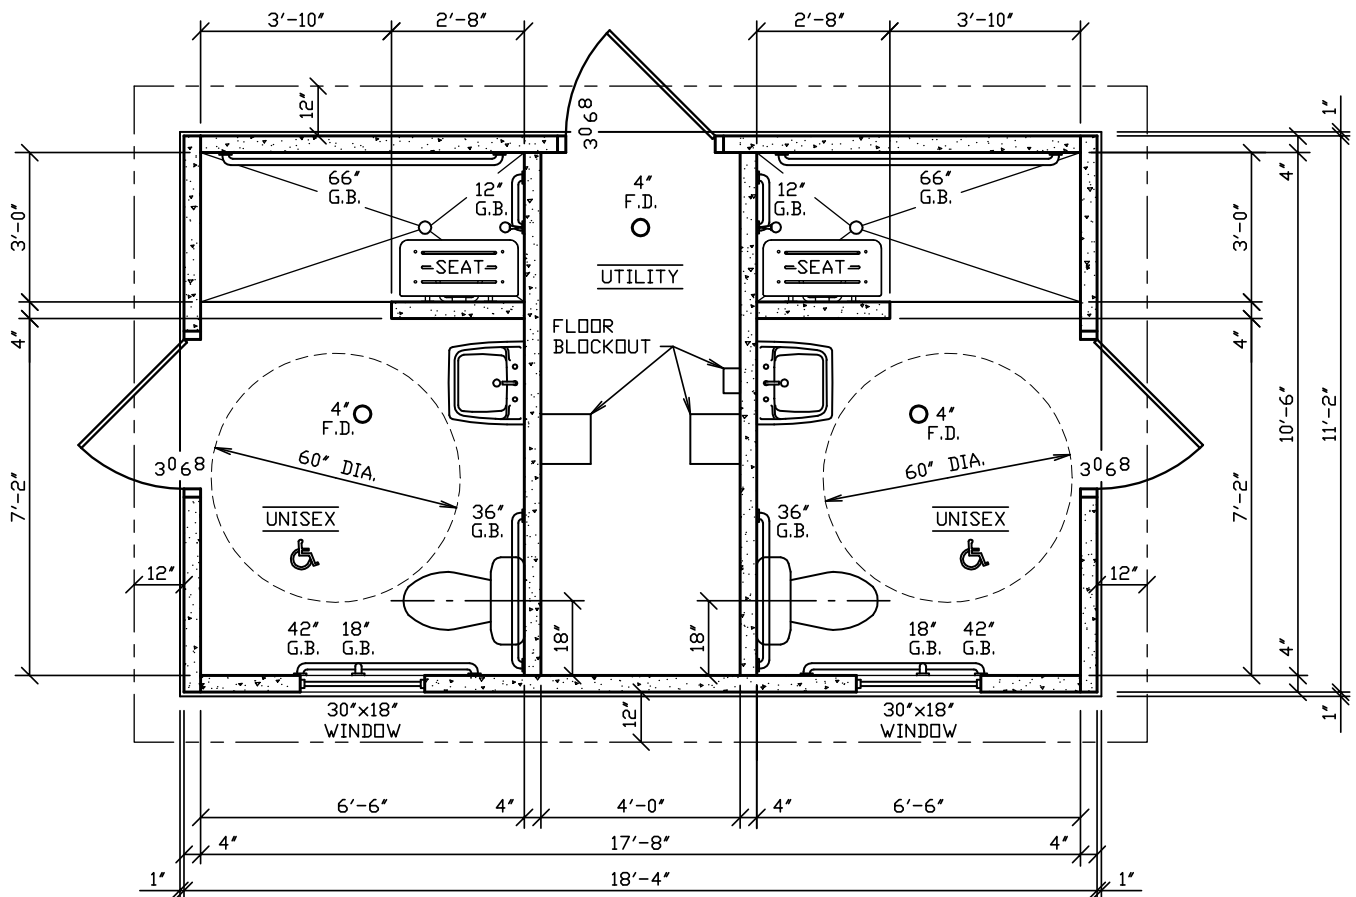 3'-10" 2'-8" 2'-8" 3'-10"
12" 3068 1"
66"
G.B.
12"
G.B.
4"
F.D.
12"
G.B.
66"
G.B.
4"
3'-0" 3'-0"
SEAT UTILITY SEAT
FLOOR
BLOCKOUT
4" 4"
4"
F.D.
4"
F.D.
10'-6" 11'-2"
3068 60" DIA. 60" DIA. 3068
7'-2" 7'-2"
UNISEX
36"
G.B.
36"
G.B.
UNISEX
12" 12"
42"
G.B.
18"
G.B.
18" 18"
18"
G.B.
42"
G.B.
4"
30"x18"
WINDOW
12"
30"x18"
WINDOW
1"
6'-6" 4" 4'-0" 4" 6'-6"
4" 17'-8" 4"
1" 18'-4" 1"